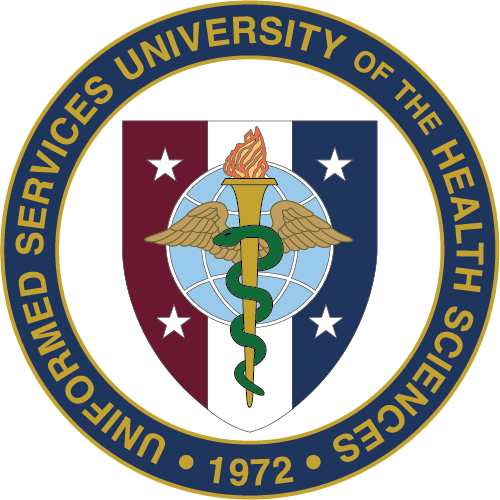 UNIFORMED SERVICES UNIVERSITY OF THE HEALTH SCIENCES
• 1972 •